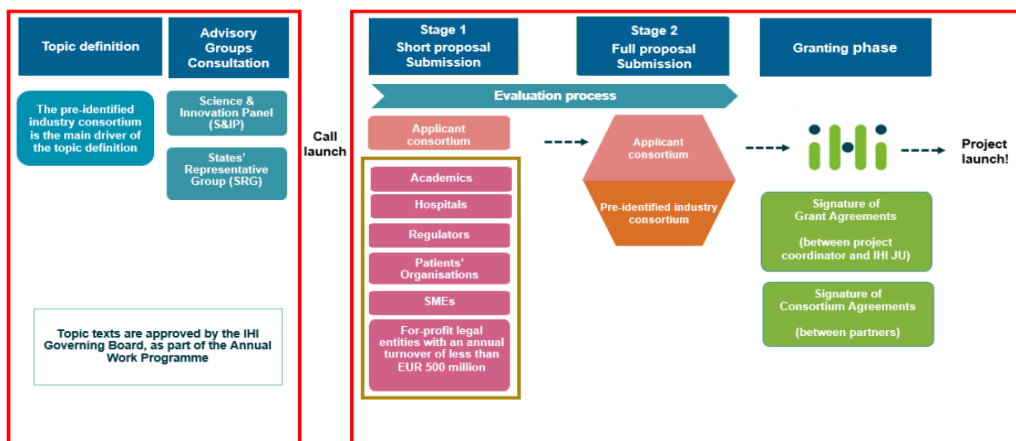 Topic definition
Advisory
Groups
Consultation
The pre-identified
industry consortium
is the main driver of
the topic definition
Science &
Innovation Panel
(S&IP)
States'
Representative
Group (SRG)
Topic texts are approved by the IHI
Governing Board, as part of the Annual
Work Programme
Call
launch
Stage 1
Short proposal
Submission
Stage 2
Full proposal
Submission
Granting phase
Evaluation process
Applicant
consortium
Academics
Hospitals
Regulators
Patients'
Organisations
SMEs
For-profit legal
entities with an annual
turnover of less than
EUR 500 million
Applicant
consortium
Pre-identified industry
consortium
iHi
Signature of
Grant Agreements
(between project
coordinator and IHI JU)
Signature of
Consortium Agreements
(between partners)
Project
launch!